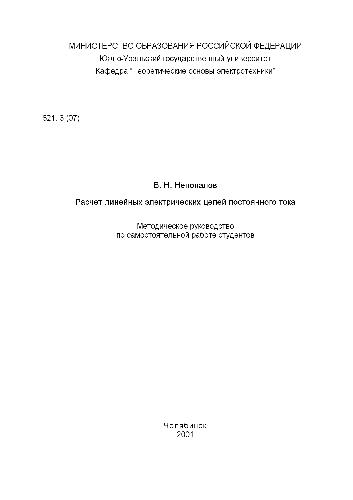 МИНИСТЕРСТВО ОБРАЗОВАНИЯ РОССИЙСКОЙ ФЕДЕРАЦИИ
Южно-Уральский государственный университет
Кафедра "Теоретические основы электротехники"
621. 3 (07)
В. Н. Непопалов
Расчет линейных электрических цепей постоянного тока
Методическое руководство
по самостоятельной работе студентов
Челябинск
2001